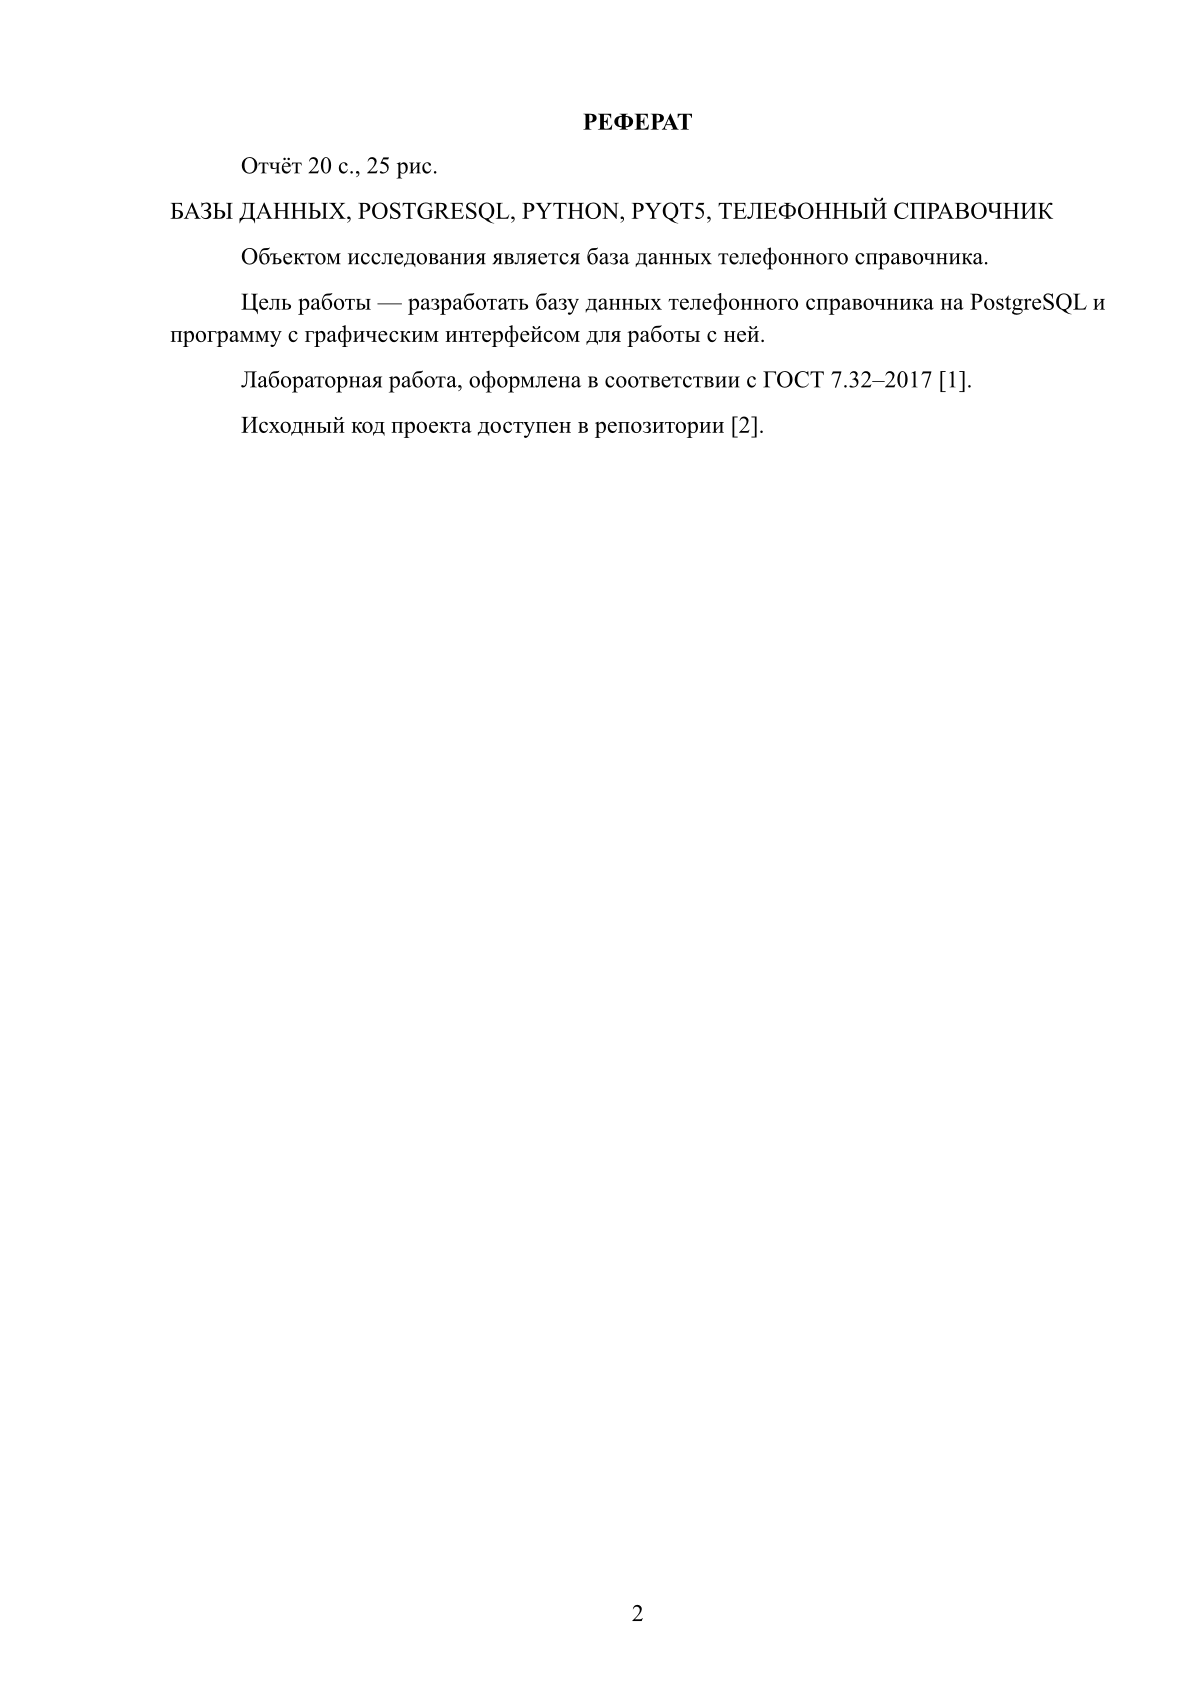 РЕФЕРАТ
Отчёт 20 с., 25 рис.
БАЗЫ ДАННЫХ, POSTGRESQL, PYTHON, PYQT5, ТЕЛЕФОННЫЙ СПРАВОЧНИК
Объектом исследования является база данных телефонного справочника.
Цель работы — разработать базу данных телефонного справочника на PostgreSQL и
программу с графическим интерфейсом для работы с ней.
Лабораторная работа, оформлена в соответствии с ГОСТ 7.32–2017 [1].
Исходный код проекта доступен в репозитории [2].
2